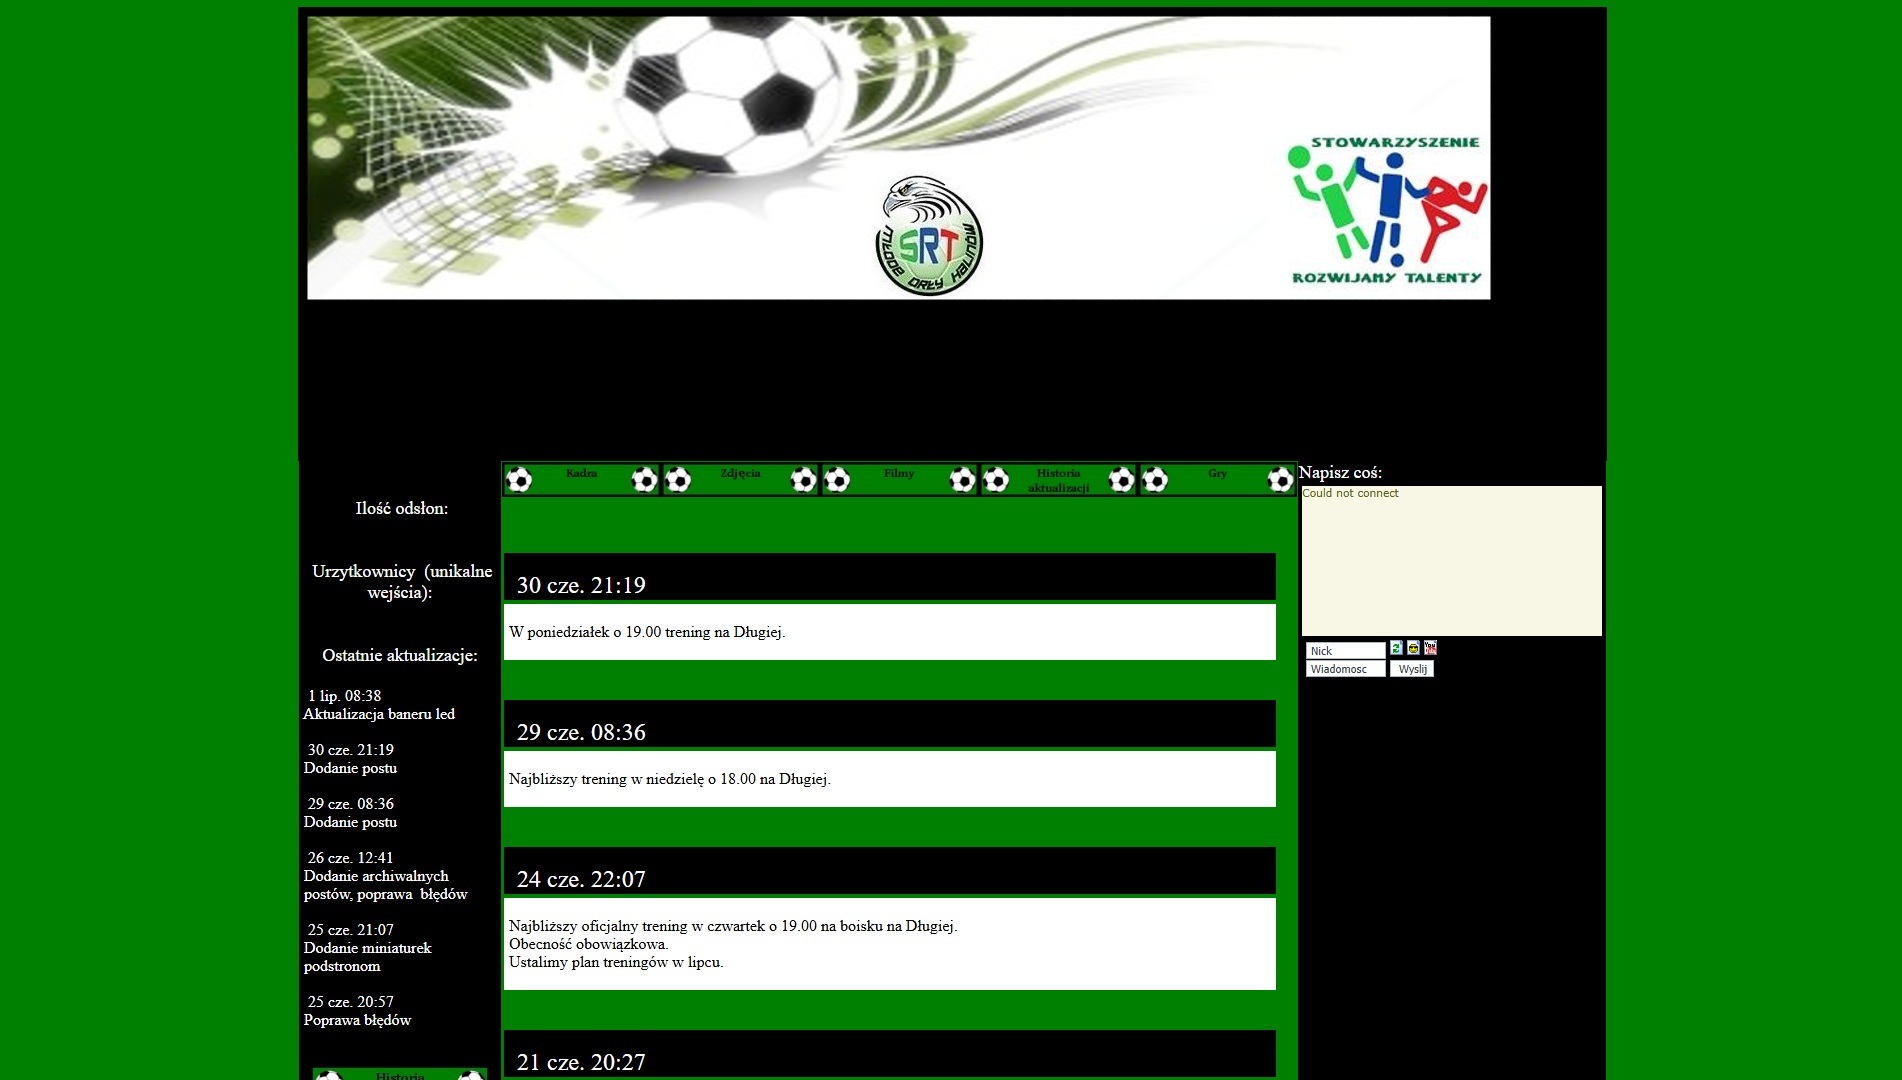 STOWARZYSZENIE
ROZWIJAMY TALENTY
SRT
MŁODE ORŁY HALINÓW
Kadra
Zdjęcia
Filmy
Historia
aktualizacji
Gry
Ilość odsłon:
Urzytkownicy (unikalne
wejścia):
Ostatnie aktualizacje:
1 lip. 08:38
Aktualizacja baneru led
30 cze. 21:19
Dodanie postu
29 cze. 08:36
Dodanie postu
26 cze. 12:41
Dodanie archiwalnych
postów, poprawa błędów
25 cze. 21:07
Dodanie miniaturek
podstronom
25 cze. 20:57
Poprawa błędów
Historia
30 cze. 21:19
W poniedziałek o 19.00 trening na Długiej.
29 cze. 08:36
Najbliższy trening w niedzielę o 18.00 na Długiej.
24 cze. 22:07
Najbliższy oficjalny trening w czwartek o 19.00 na boisku na Długiej.
Obecność obowiązkowa.
Ustalimy plan treningów w lipcu.
21 cze. 20:27
Napisz coś:
Could not connect
Nick
You
Wiadomosc
Wyslij